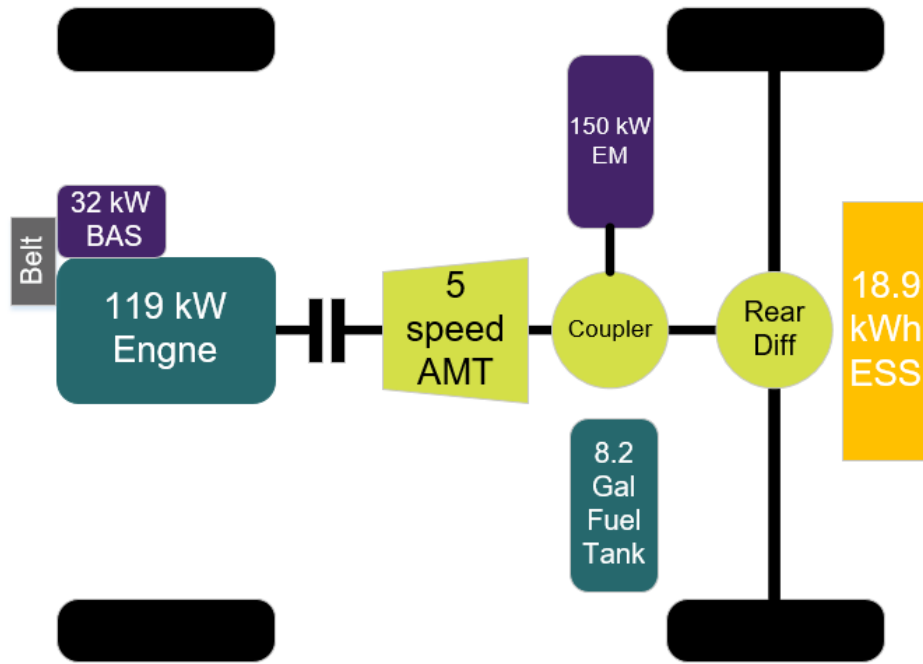 Belt
32 kW
BAS
119 kW
Engne
5
speed
AMT
150 kW
EM
Coupler
8.2
Gal
Fuel
Tank
Rear
Diff
18.9
kWh
ESS